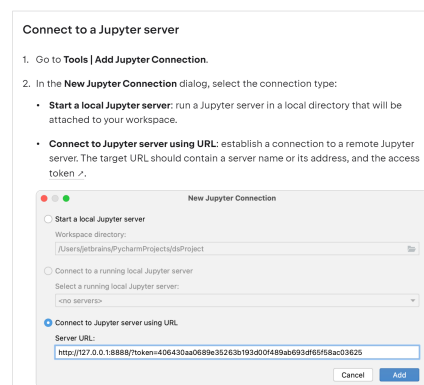 Connect to a Jupyter server
1. Go to Tools | Add Jupyter Connection.
2. In the New Jupyter Connection dialog, select the connection type:
• Start a local Jupyter server: run a Jupyter server in a local directory that will be
attached to your workspace.
• Connect to Jupyter server using URL: establish a connection to a remote Jupyter
server. The target URL should contain a server name or its address, and the access
token ↗.
New Jupyter Connection
Start a local Jupyter server
Workspace directory:
/Users/jetbrains/PycharmProjects/dsProject
Connect to a running local Jupyter server
Select a running local Jupyter server:
<no servers>
Connect to Jupyter server using URL
Server URL:
http://127.0.0.1:8888/?token=406430aa0689e35263b193d00f489ab693df65f58ac03625
Cancel Add